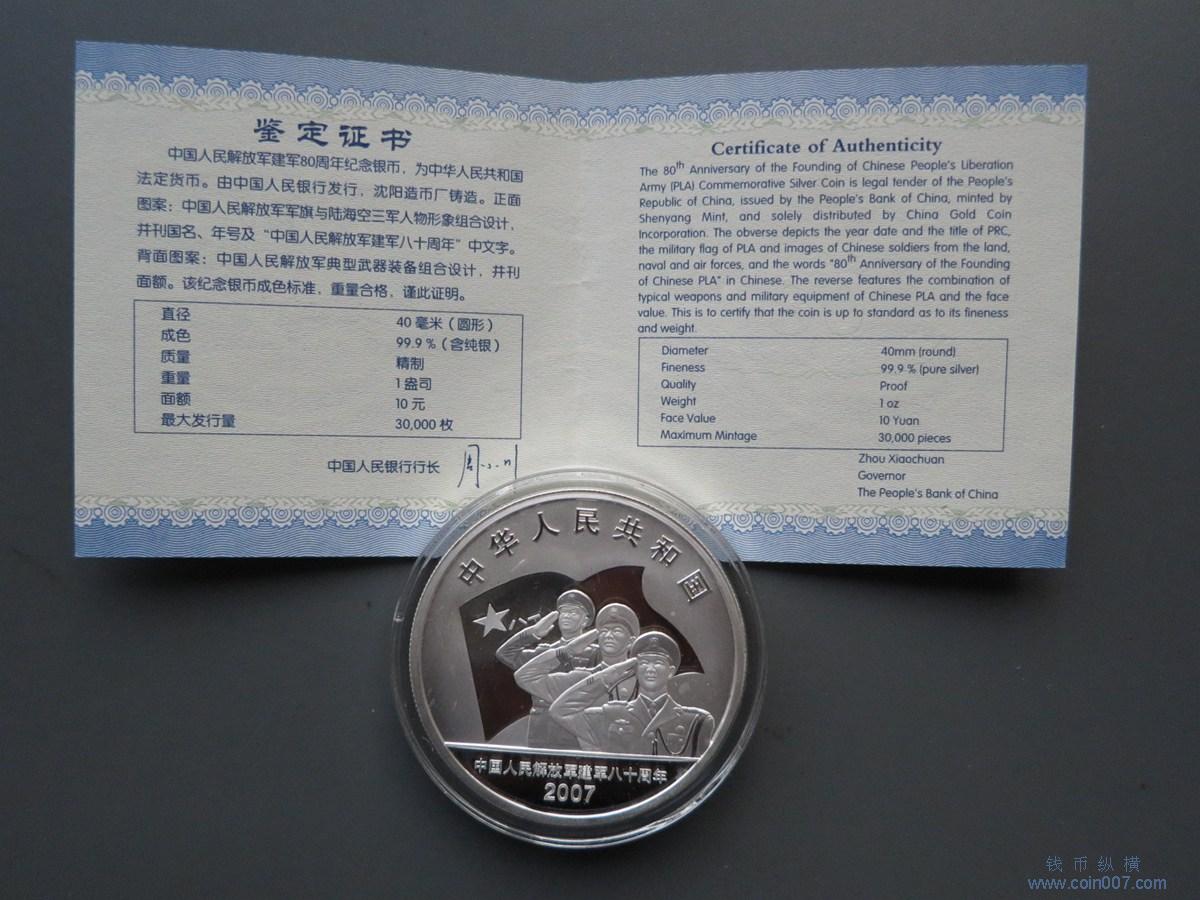 鉴定证书
中国人民解放军建军80周年纪念银币，为中华人民共和国
法定货币。由中国人民银行发行，沈阳造币厂铸造。正面
图案：中国人民解放军军旗与陆海空三军人物形象组合设计，
并刊国名、年号及“中国人民解放军建军八十周年”中文字。
背面图案：中国人民解放军典型武器装备组合设计，并刊
面额。该纪念银币成色标准，重量合格，谨此证明。
直径 40 毫米（圆形）
成色 99.9 %（含纯银）
质量 精制
重量 1 盎司
面额 10 元
最大发行量 30,000 枚
中国人民银行行长 周小川
Certificate of Authenticity
The 80th Anniversary of the Founding of Chinese People's Liberation
Army (PLA) Commemorative Silver Coin is legal tender of the People's
Republic of China, issued by the People's Bank of China, minted by
Shenyang Mint, and solely distributed by China Gold Coin
Incorporation. The obverse depicts the year date and the title of PRC,
the military flag of PLA and images of Chinese soldiers from the land,
naval and air forces, and the words "80th Anniversary of the Founding
of Chinese PLA" in Chinese. The reverse features the combination of
typical weapons and military equipment of Chinese PLA and the face
value. This is to certify that the coin is up to standard as to its fineness
and weight.
Diameter 40mm (round)
Fineness 99.9 % (pure silver)
Quality Proof
Weight 1 oz
Face Value 10 Yuan
Maximum Mintage 30,000 pieces
Zhou Xiaochuan
Governor
The People's Bank of China
中华人民共和国
八一
中国人民解放军建军八十周年
2007
钱币纵横
www.coin007.com